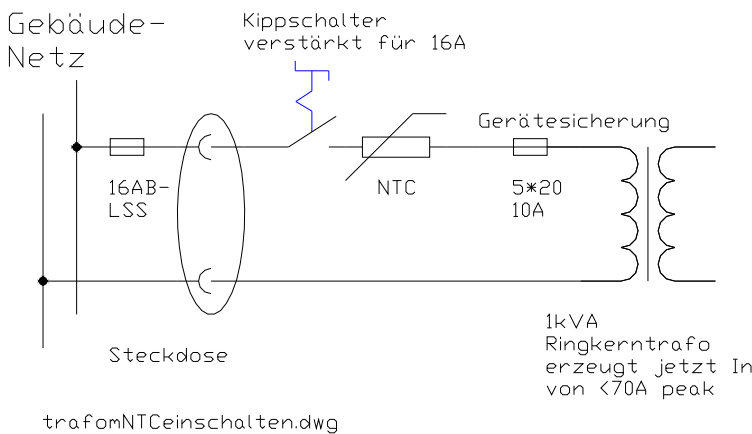 Gebäude-
Netz
Kippschalter
verstärkt für 16A
Gerätesicherung
16AB-
LSS
NTC
5*20
10A
Steckdose
1kVA
Ringkerntrafo
erzeugt jetzt In
von <70A peak
trafomNTCeinschalten.dwg